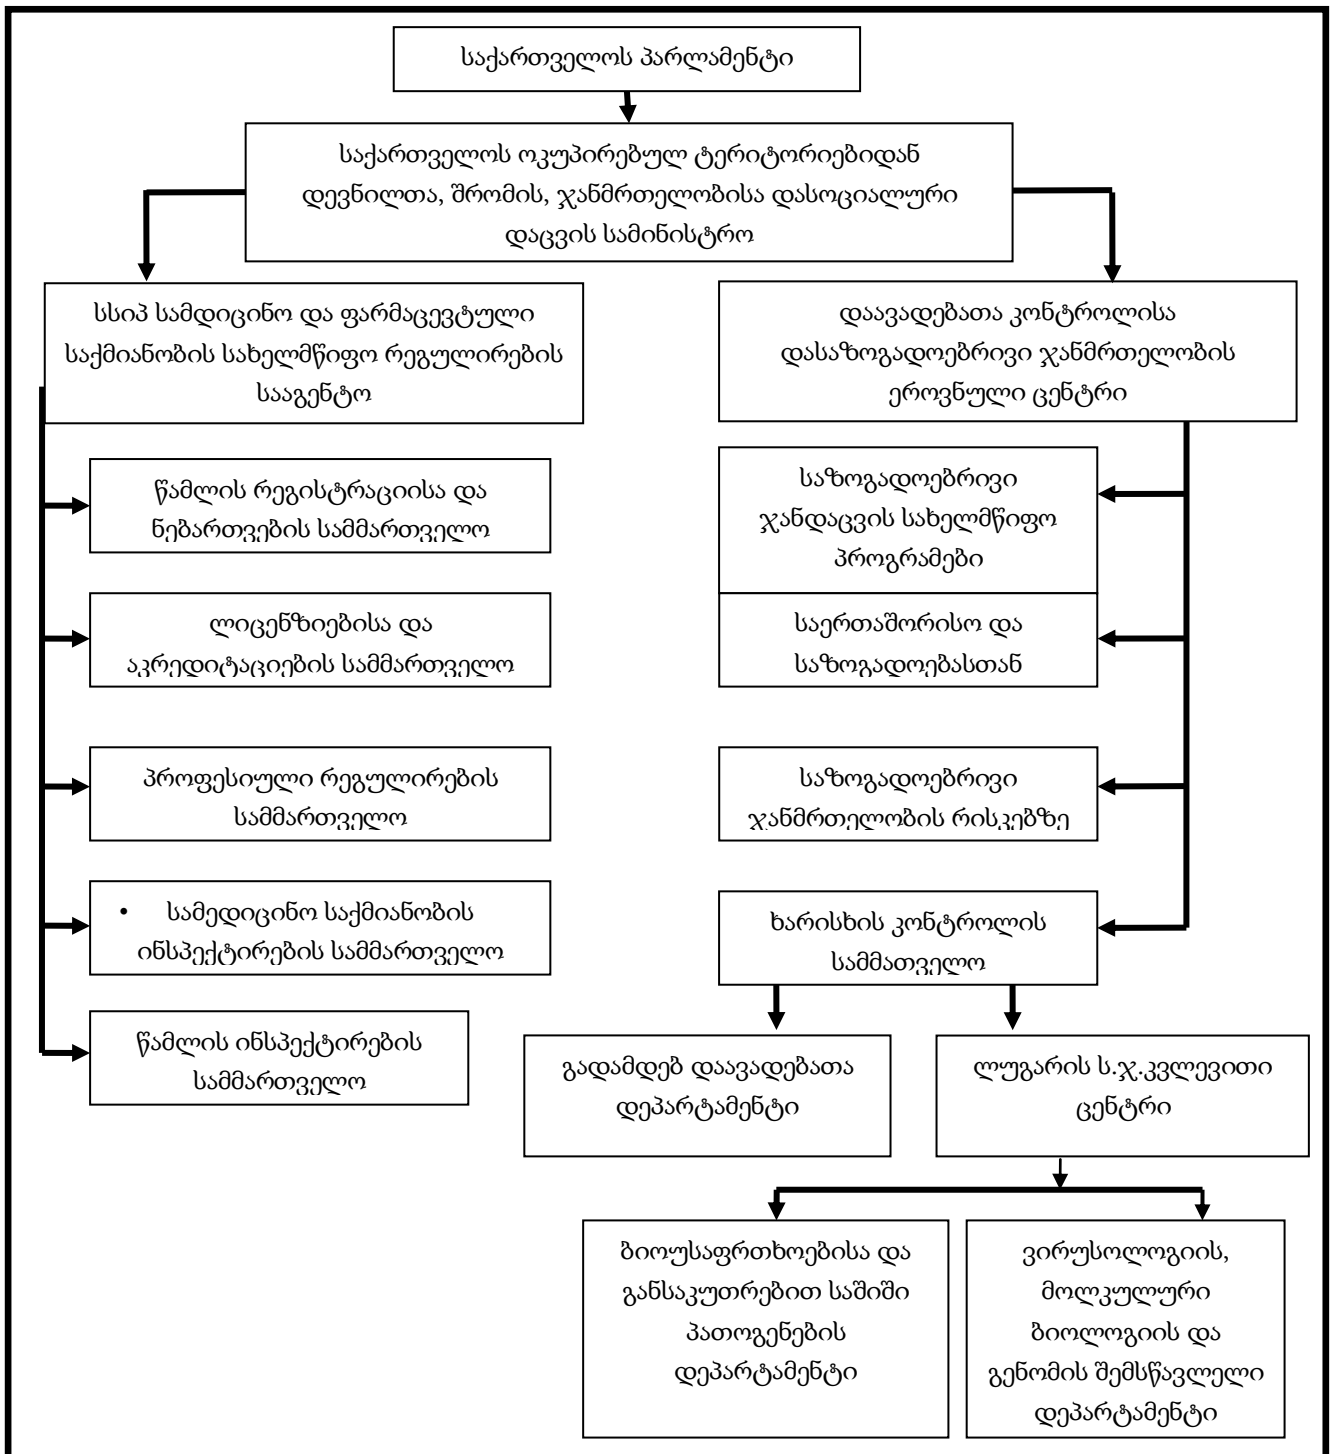 საქართველოს პარლამენტი
საქართველოს ოკუპირებულ ტერიტორიებიდან
დევნილთა, შრომის, ჯანმრთელობისა დასოციალური
დაცვის სამინისტრო
სსიპ სამდიცინო და ფარმაცევტული
საქმიანობის სახელმწიფო რეგულირების
სააგენტო
წამლის რეგისტრაციისა და
ნებართვების სამმართველო
ლიცენზიებისა და
აკრედიტაციების სამმართველო
პროფესიული რეგულირების
სამმართველო
• სამედიცინო საქმიანობის
ინსპექტირების სამმართველო
წამლის ინსპექტირების
სამმართველო
დაავადებათა კონტროლისა
დასაზოგადოებრივი ჯანმრთელობის
ეროვნული ცენტრი
საზოგადოებრივი
ჯანდაცვის სახელმწიფო
პროგრამები
საერთაშორისო და
საზოგადოებასთან
საზოგადოებრივი
ჯანმრთელობის რისკებზე
ხარისხის კონტროლის
სამმათველო
გადამდებ დაავადებათა
დეპარტამენტი
ლუგარის ს.ჯ.კვლევითი
ცენტრი
ბიოუსაფრთხოებისა და
განსაკუთრებით საშიში
პათოგენების
დეპარტამენტი
ვირუსოლოგიის,
მოლკულური
ბიოლოგიის და
გენომის შემსწავლელი
დეპარტამენტი